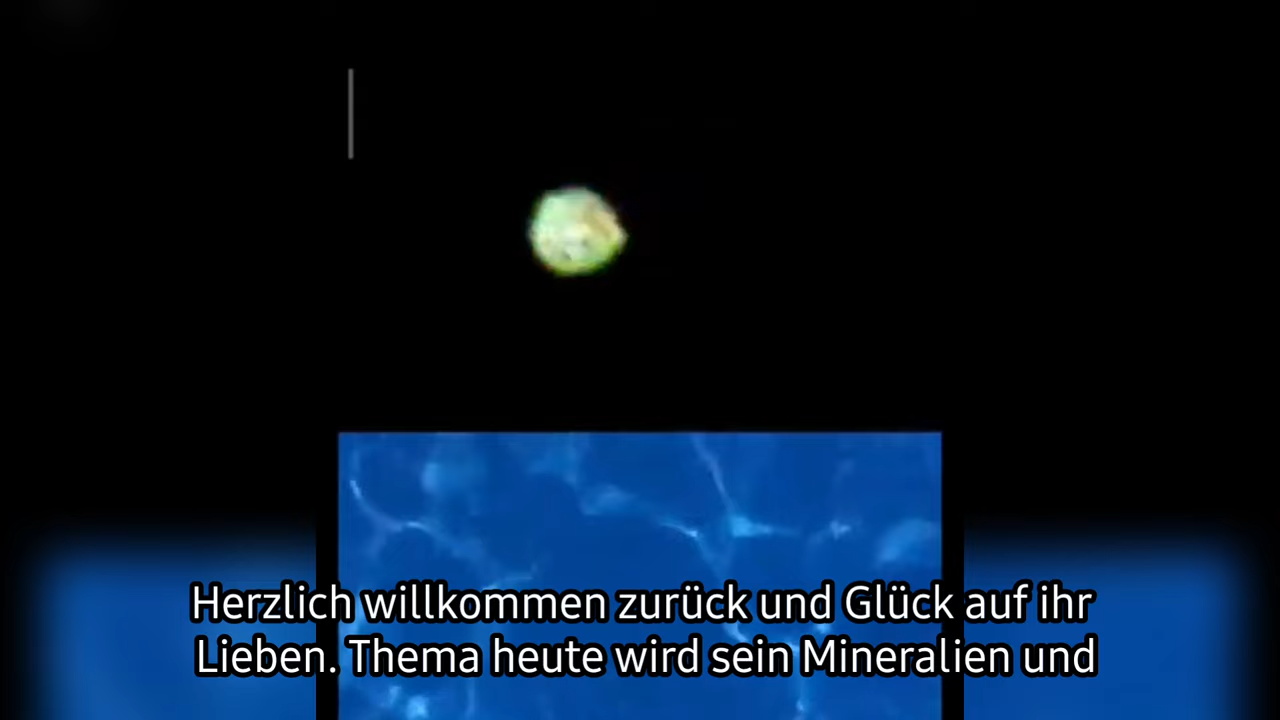 Herzlich willkommen zurück und Glück auf ihr
Lieben. Thema heute wird sein Mineralien und